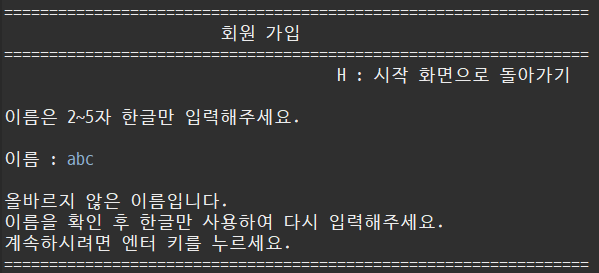 =================================================================
회원 가입
=================================================================
H : 시작 화면으로 돌아가기
이름은 2~5자 한글만 입력해주세요.
이름 : abc
올바르지 않은 이름입니다.
이름을 확인 후 한글만 사용하여 다시 입력해주세요.
계속하시려면 엔터 키를 누르세요.
=================================================================